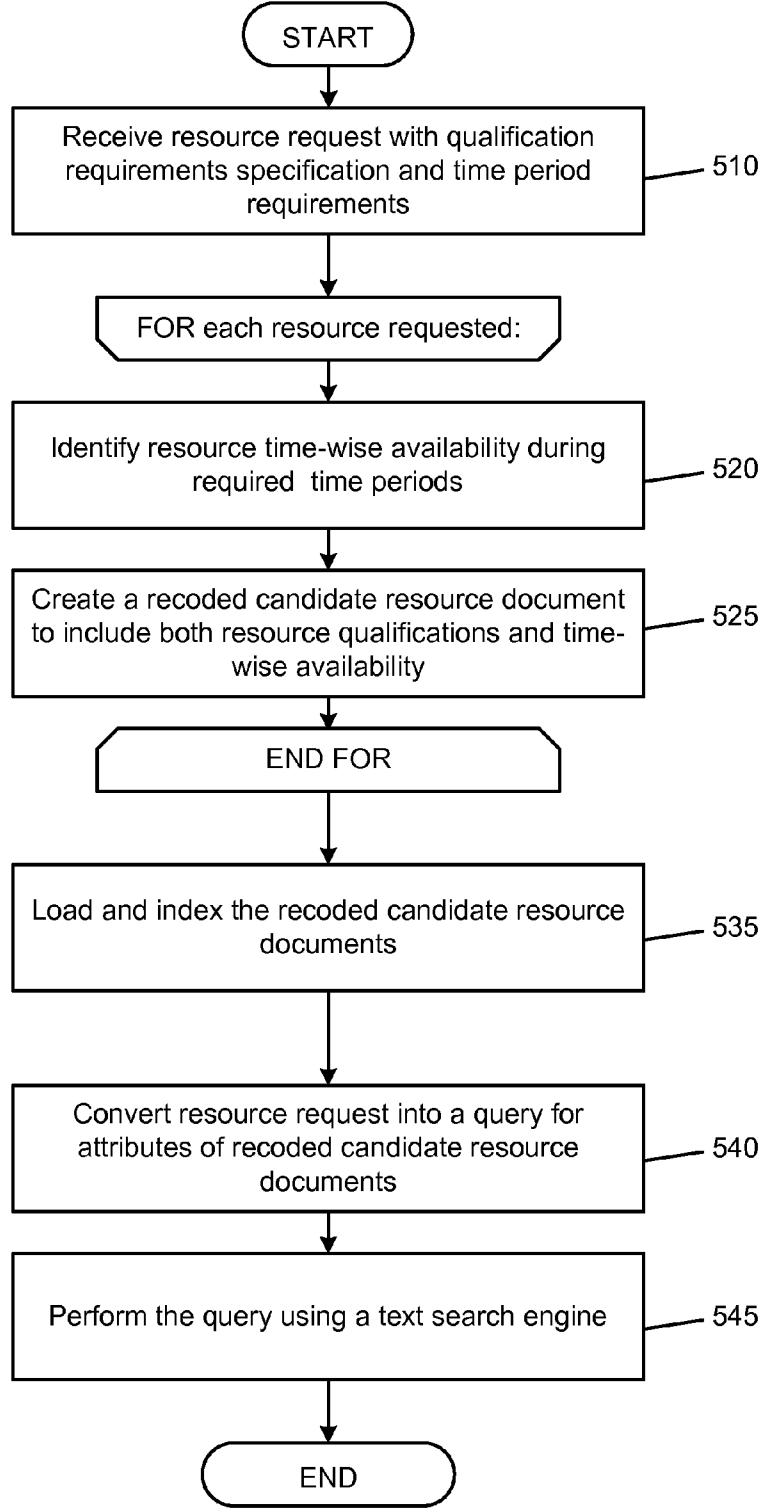 START
Receive resource request with qualification
requirements specification and time period
requirements
510
FOR each resource requested:
Identify resource time-wise availability during
required time periods
520
Create a recoded candidate resource document
to include both resource qualifications and time-
wise availability
525
END FOR
Load and index the recoded candidate resource
documents
535
Convert resource request into a query for
attributes of recoded candidate resource
documents
540
Perform the query using a text search engine
545
END